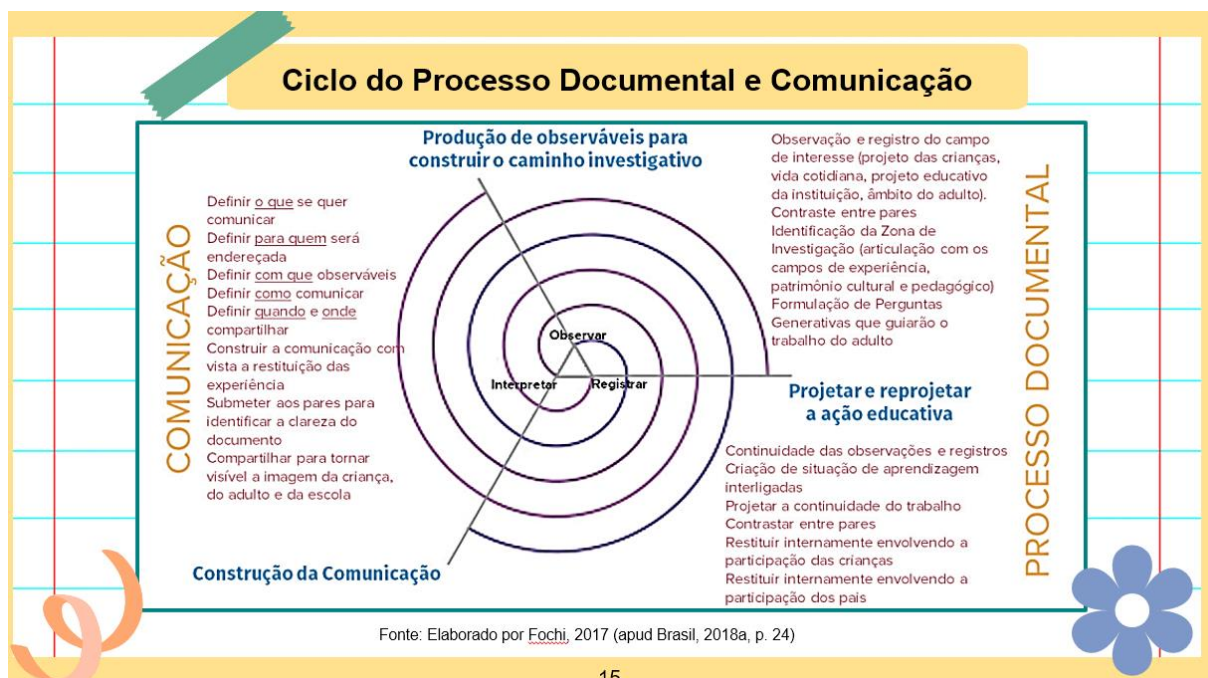 Ciclo do Processo Documental e Comunicação
Produção de observáveis para
construir o caminho investigativo
Observação e registro do campo
de interesse (projeto das crianças,
vida cotidiana, projeto educativo
da instituição, âmbito do adulto).
Contraste entre pares
Identificação da Zona de
Investigação (articulação com os
campos de experiência,
patrimônio cultural e pedagógico)
Formulação de Perguntas
Generativas que guiarão o
trabalho do adulto
PROCESSO DOCUMENTAL
COMUNICAÇÃO
Definir o que se quer
comunicar
Definir para quem será
endereçada
Definir com que observáveis
Definir como comunicar
Definir quando e onde
compartilhar
Construir a comunicação com
vista a restituição das
experiência
Submeter aos pares para
identificar a clareza do
documento
Compartilhar para tornar
visível a imagem da criança,
do adulto e da escola
Observar
Interpretar
Registrar
Projetar e reprojetar
a ação educativa
Continuidade das observações e registros
Criação de situação de aprendizagem
interligadas
Projetar a continuidade do trabalho
Contrastar entre pares
Restituir internamente envolvendo a
participação das crianças
Restituir internamente envolvendo a
participação dos pais
Construção da Comunicação
Fonte: Elaborado por Fochi, 2017 (apud Brasil, 2018a, p. 24)
15